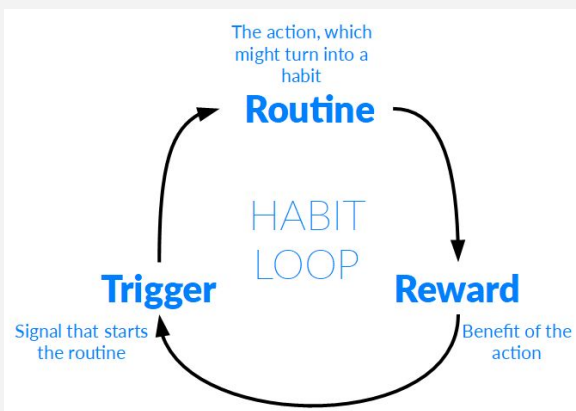 The action, which
might turn into a
habit
Routine
HABIT
LOOP
Trigger
Signal that starts
the routine
Reward
Benefit of the
action